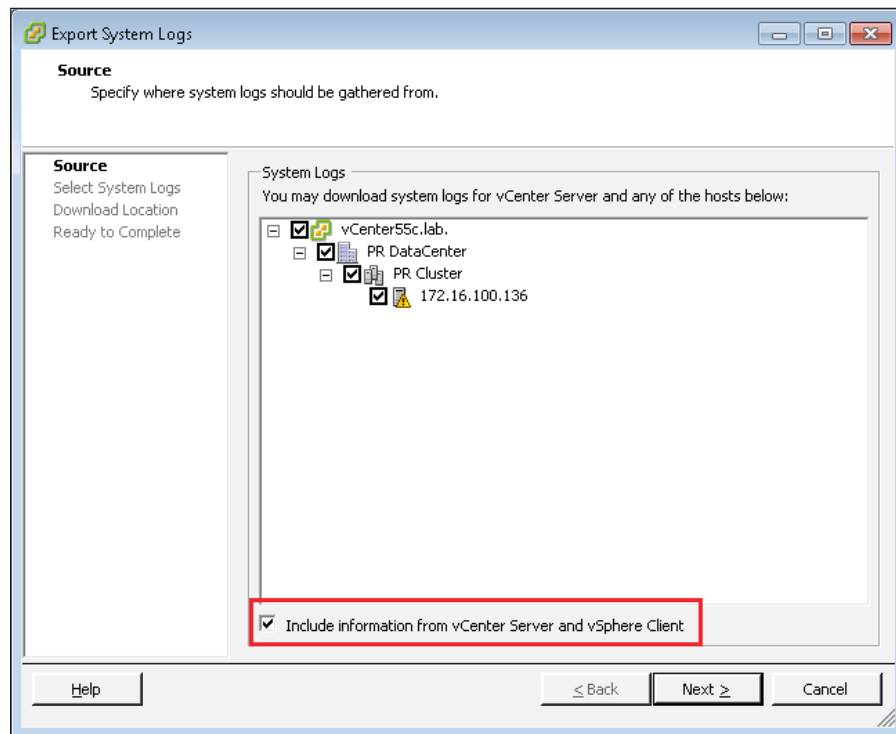 Export System Logs
Source
Specify where system logs should be gathered from.
Source
Select System Logs
Download Location
Ready to Complete
System Logs
You may download system logs for vCenter Server and any of the hosts below:
vCenter55c.lab.
PR DataCenter
PR Cluster
172.16.100.136
Include information from vCenter Server and vSphere Client
Help
< Back
Next >
Cancel